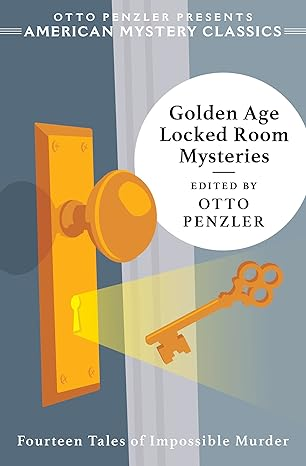 OTTO PENZLER PRESENTS
AMERICAN MYSTERY CLASSICS
Golden Age
Locked Room
Mysteries
EDITED BY
OTTO
PENZLER
Fourteen Tales of Impossible Murder